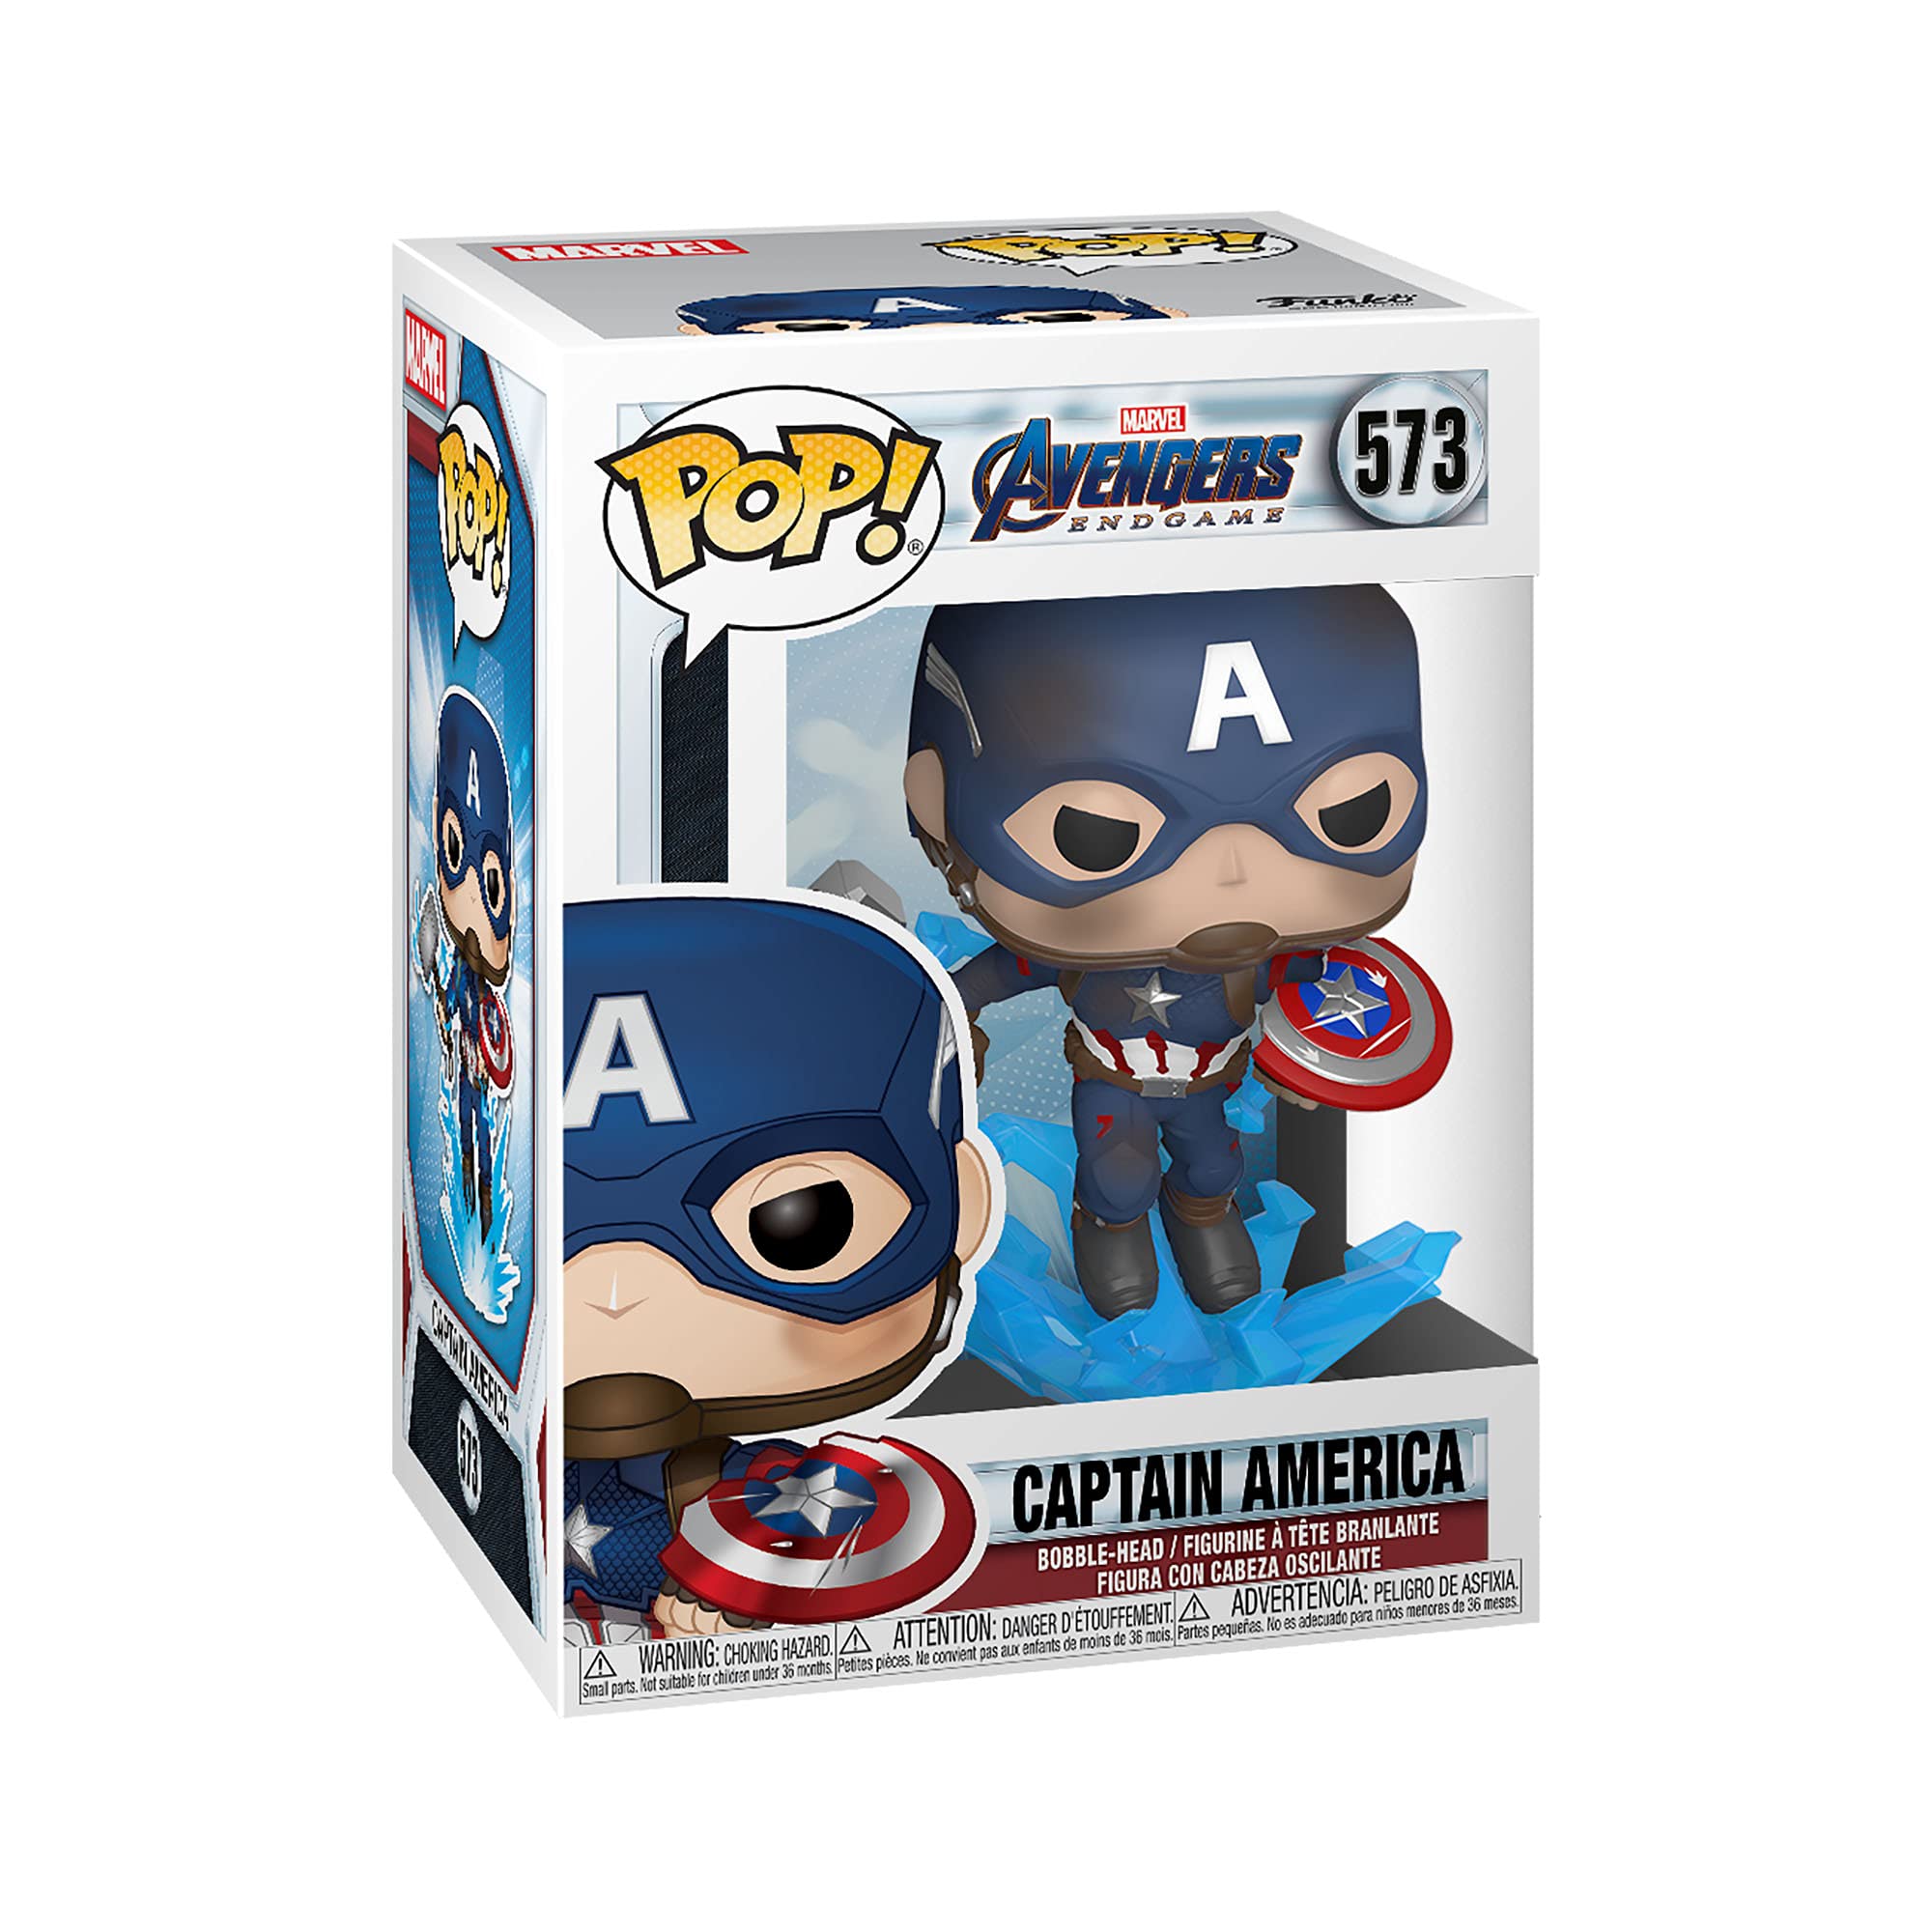 MARVEL
POP!
Funko
MARVEL
POP!
A
CAPTAIN AMERICA
573
POP!®
MARVEL
AVENGERS
ENDGAME
573
A
A
A
CAPTAIN AMERICA
BOBBLE-HEAD / FIGURINE À TÊTE BRANLANTE
FIGURA CON CABEZA OSCILANTE
WARNING: CHOKING HAZARD.
Small parts. Not suitable for children under 36 months.
ATTENTION: DANGER D'ÉTOUFFEMENT.
Petites pièces. Ne convient pas aux enfants de moins de 36 mois.
ADVERTENCIA: PELIGRO DE ASFIXIA.
Partes pequeñas. No es adecuado para niños menores de 36 meses.